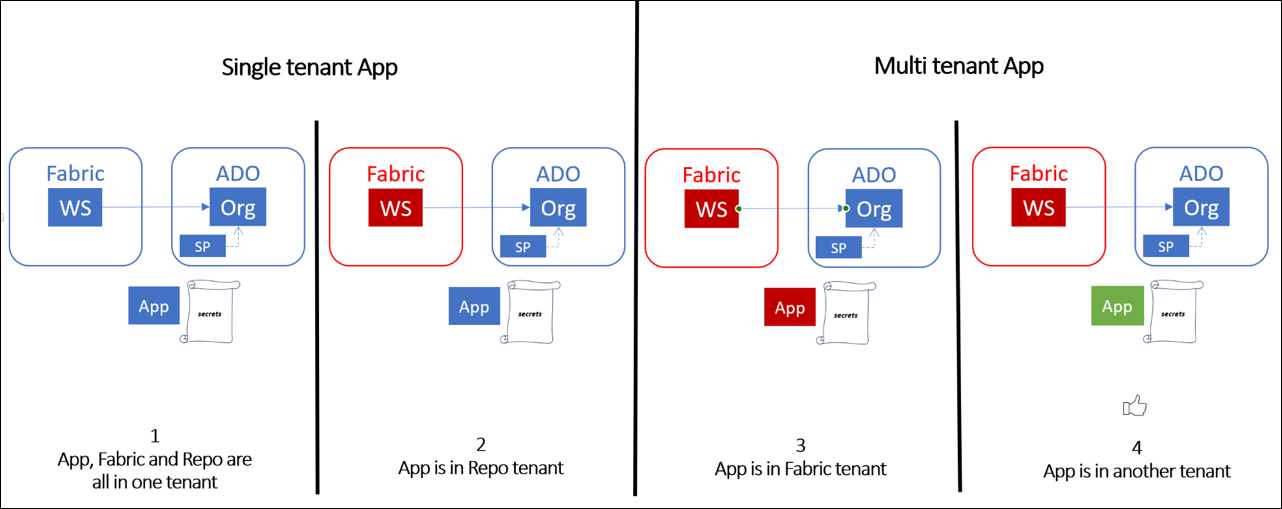 Single tenant App
Multi tenant App
Fabric
WS
ADO
Org
SP
App
secrets
1
App, Fabric and Repo are
all in one tenant
Fabric
WS
ADO
Org
SP
App
secrets
2
App is in Repo tenant
Fabric
WS
ADO
Org
SP
App
secrets
3
App is in Fabric tenant
Fabric
WS
ADO
Org
SP
App
secrets
4
App is in another tenant